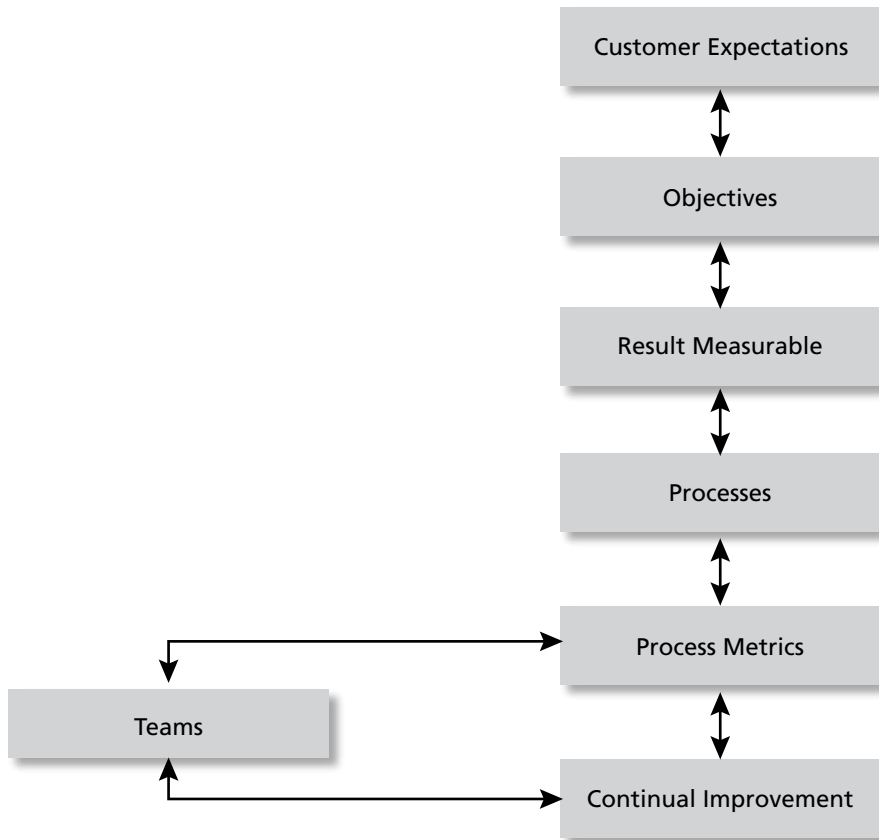 Customer Expectations
Objectives
Result Measurable
Processes
Process Metrics
Teams
Continual Improvement